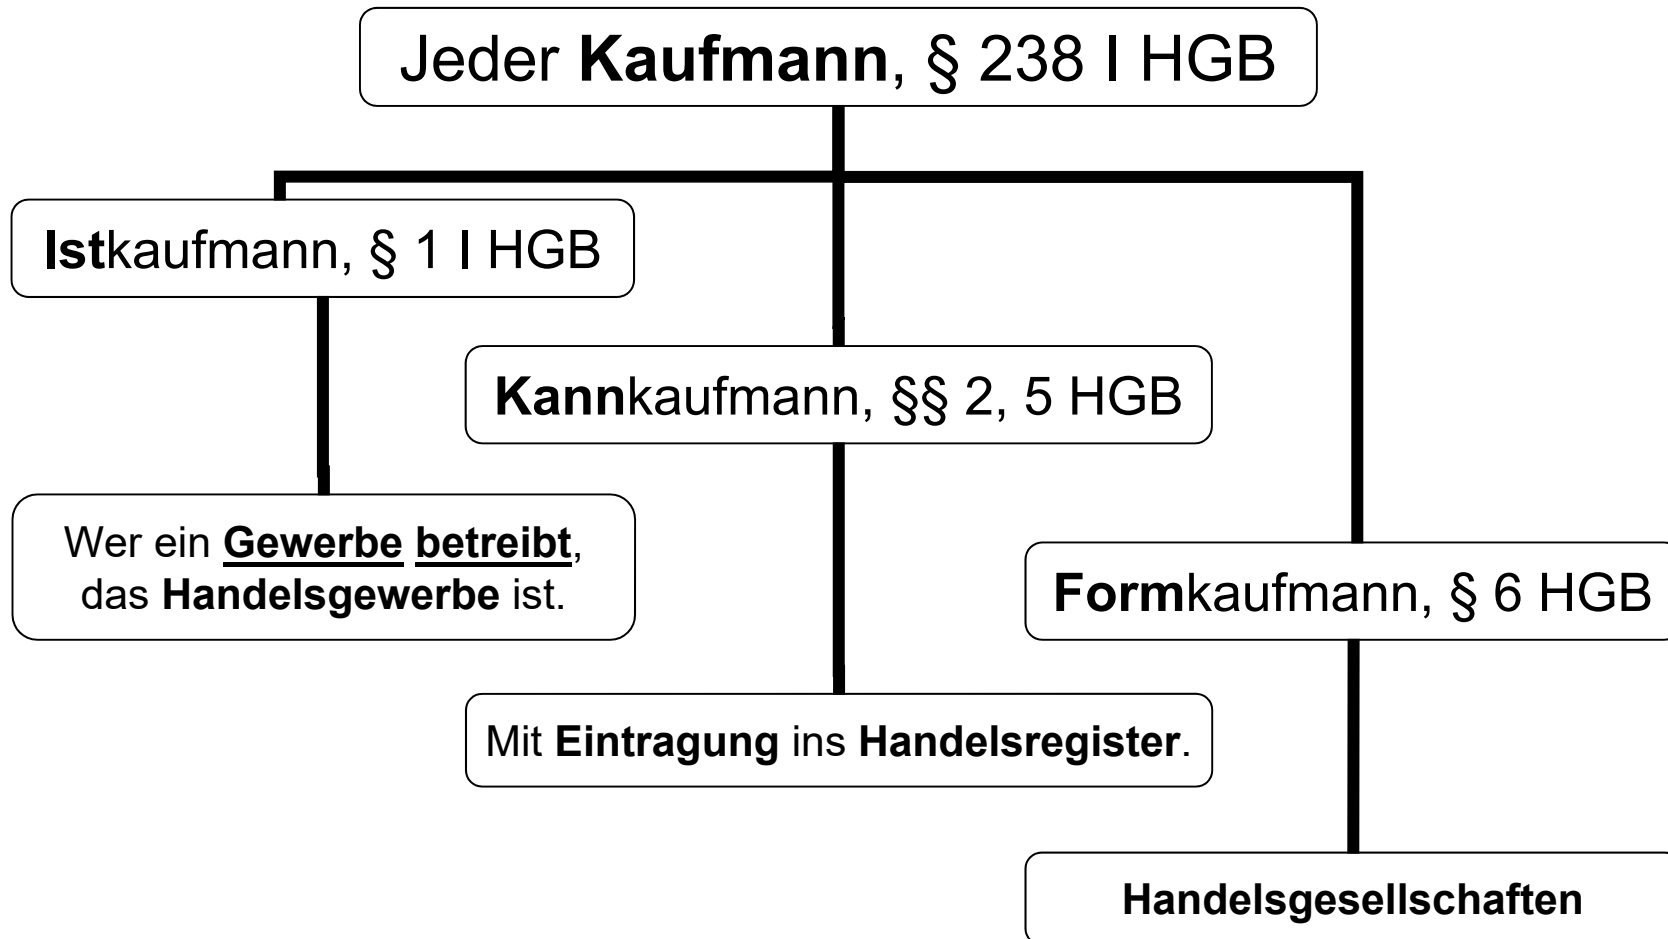 Jeder Kaufmann, § 238 I HGB
Istkaufmann, § 1 I HGB
Kannkaufmann, §§ 2, 5 HGB
Wer ein Gewerbe betreibt,
das Handelsgewerbe ist.
Formkaufmann, § 6 HGB
Mit Eintragung ins Handelsregister.
Handelsgesellschaften